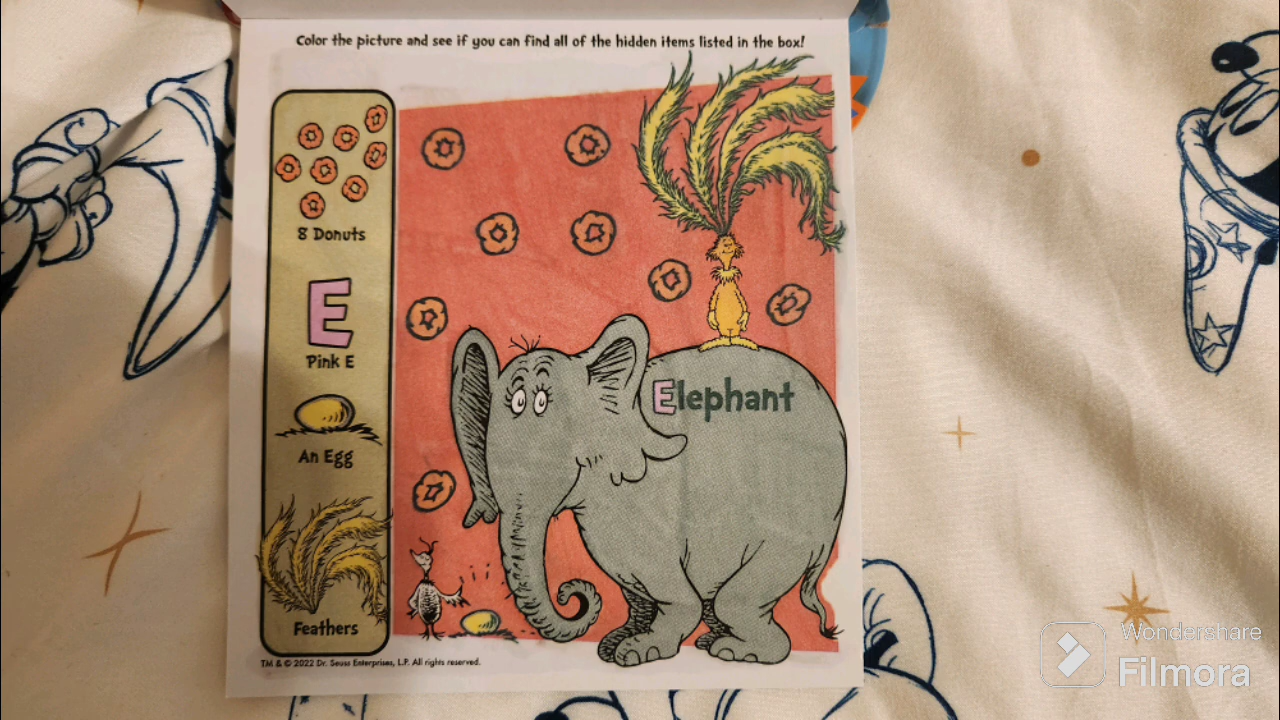 Color the picture and see if you can find all of the hidden items listed in the box!
8 Donuts
E
Pink E
An Egg
Feathers
Elephant
TM & © 2022 Dr. Seuss Enterprises, L.P. All rights reserved.
Wondershare
Filmora